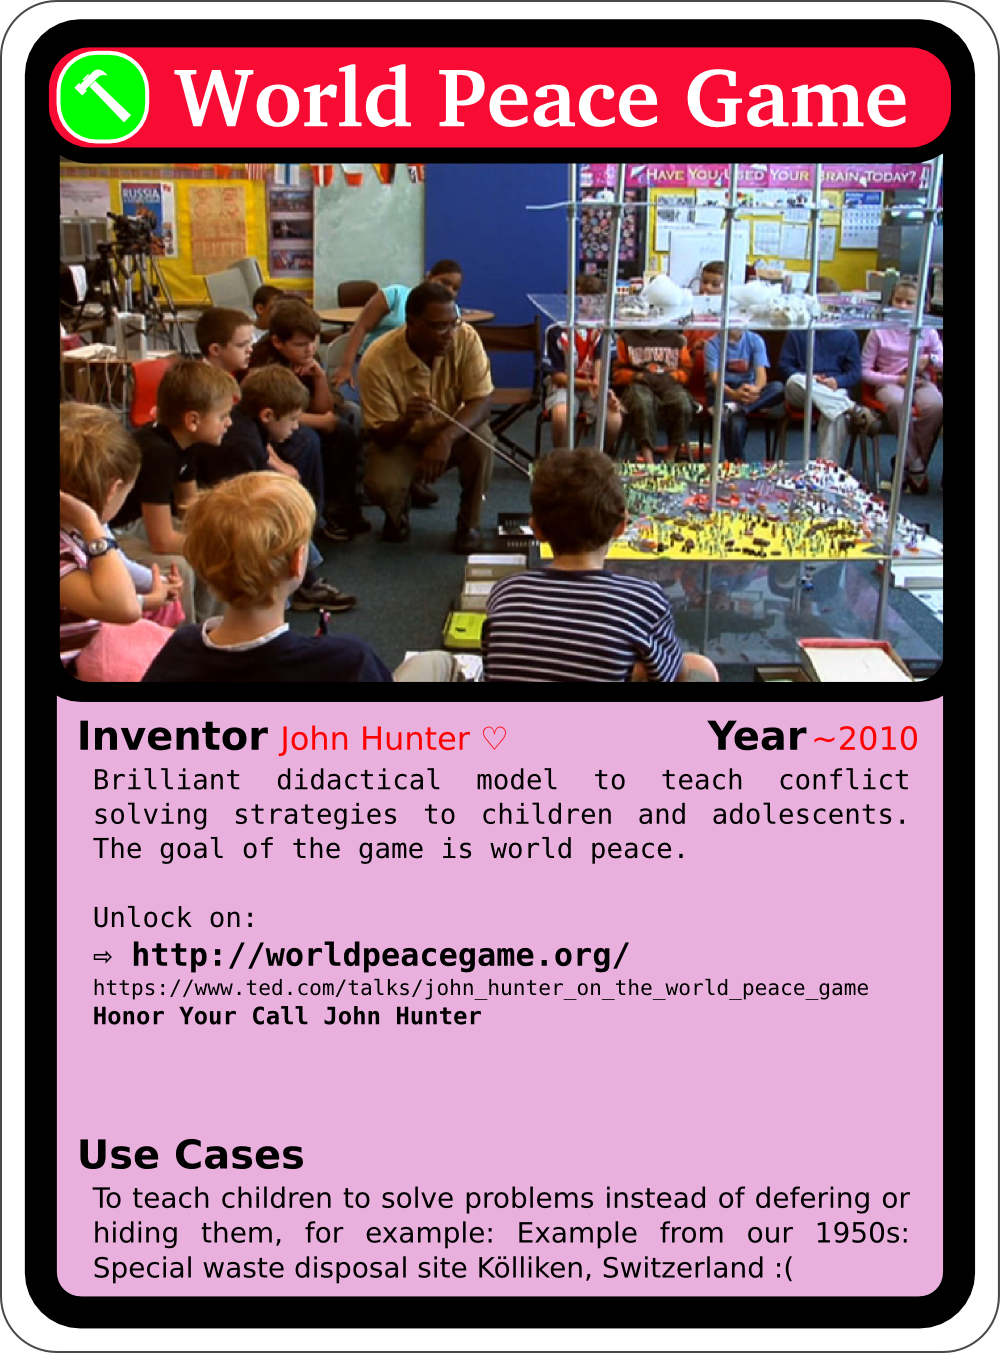 World Peace Game
HAVE YOU USED YOUR BRAIN TODAY?
RUSSIA
Inventor John Hunter ♡ Year ~2010
Brilliant didactical model to teach conflict
solving strategies to children and adolescents.
The goal of the game is world peace.
Unlock on:
⇨ http://worldpeacegame.org/
https://www.ted.com/talks/john_hunter_on_the_world_peace_game
Honor Your Call John Hunter
Use Cases
To teach children to solve problems instead of defering or
hiding them, for example: Example from our 1950s:
Special waste disposal site Kölliken, Switzerland :(